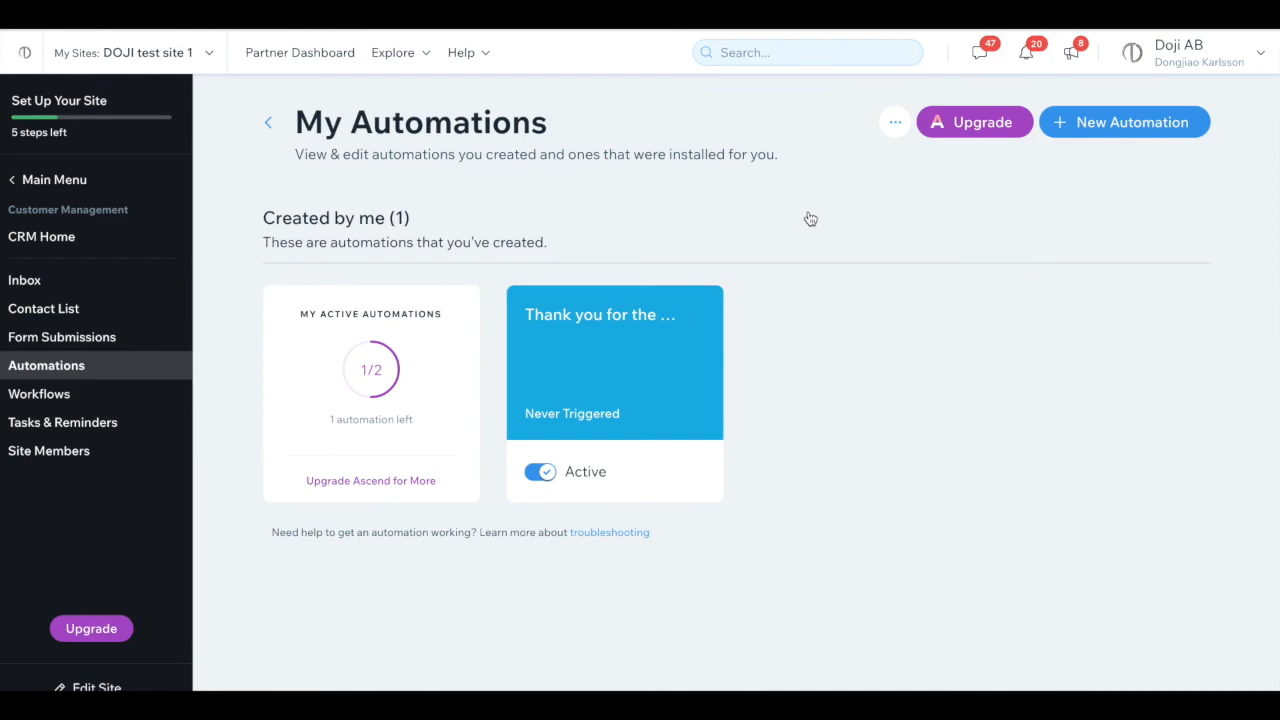 My Sites: DOJI test site 1
Partner Dashboard
Explore
Help
Search...
47
20
8
Doji AB
Dongjiao Karlsson
Set Up Your Site
5 steps left
Main Menu
Customer Management
CRM Home
Inbox
Contact List
Form Submissions
Automations
Workflows
Tasks & Reminders
Site Members
Upgrade
Edit Site
My Automations
View & edit automations you created and ones that were installed for you.
... A Upgrade
+ New Automation
Created by me (1)
These are automations that you've created.
MY ACTIVE AUTOMATIONS
1/2
1 automation left
Upgrade Ascend for More
Thank you for the ...
Never Triggered
Active
Need help to get an automation working? Learn more about troubleshooting